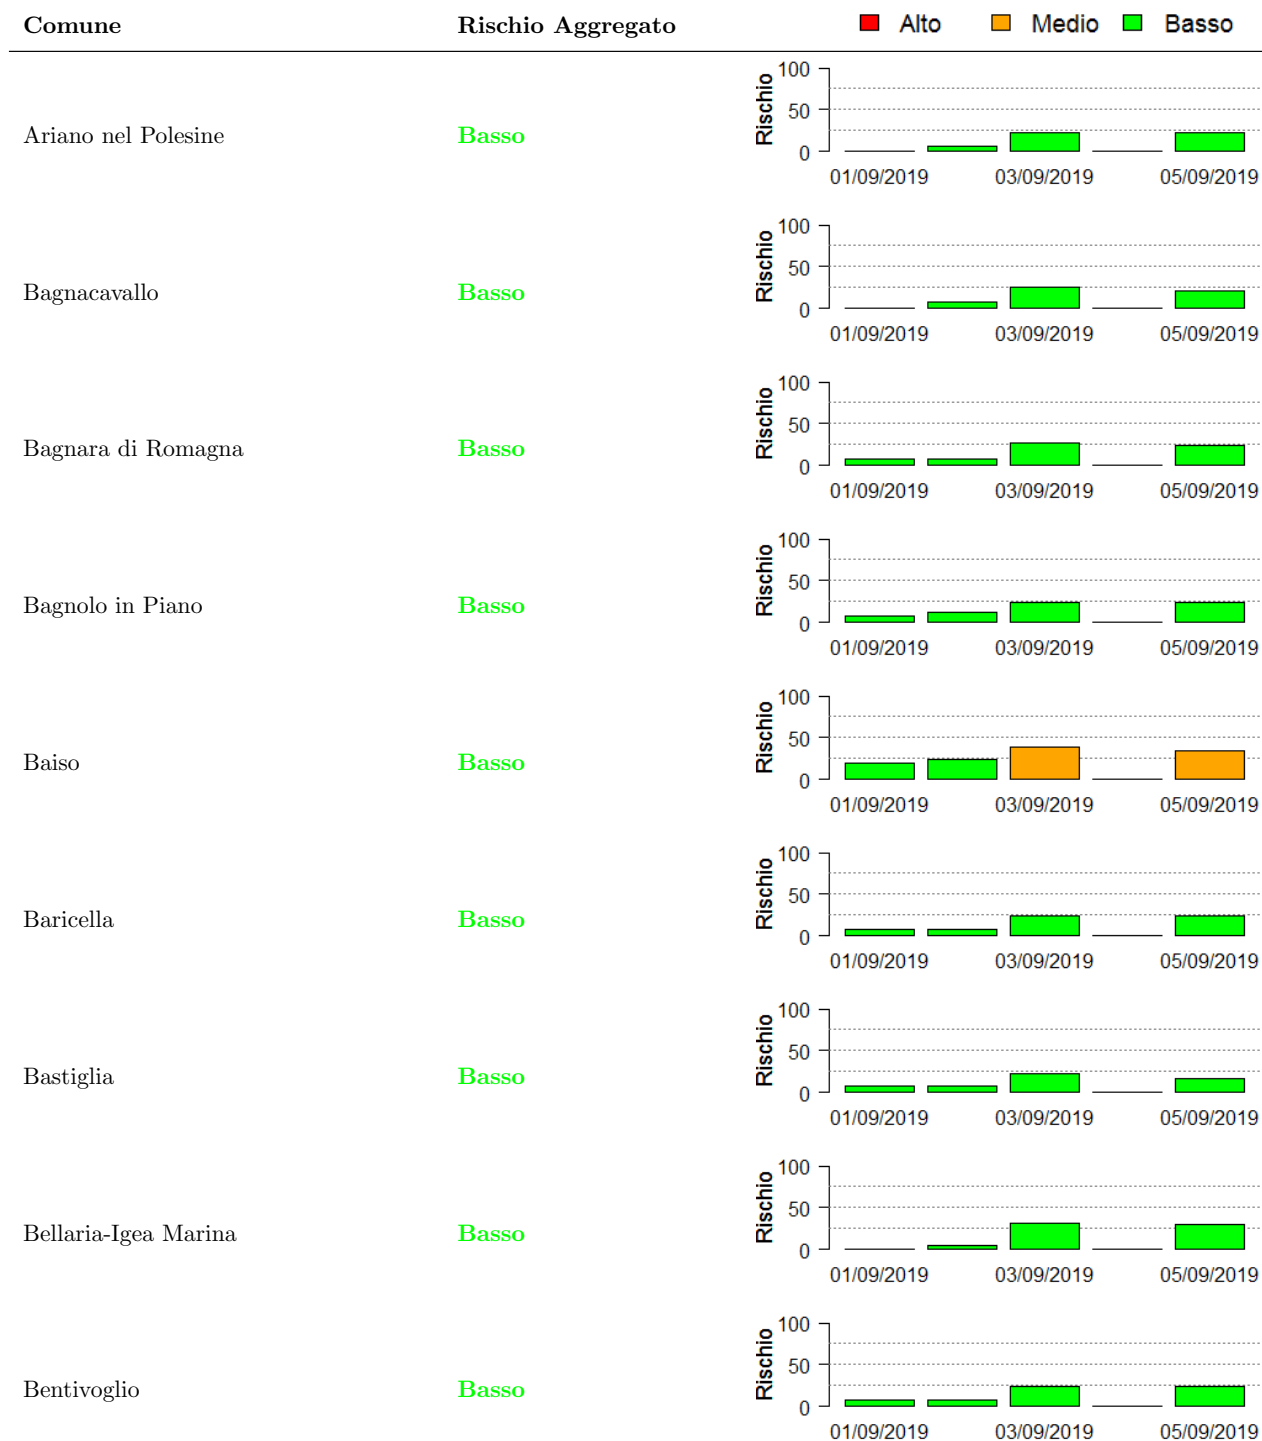 Comune Rischio Aggregato Alto Medio Basso
Ariano nel Polesine Basso
Rischio
100
50
0
01/09/2019 03/09/2019 05/09/2019
Bagnacavallo Basso
Rischio
100
50
0
01/09/2019 03/09/2019 05/09/2019
Bagnara di Romagna Basso
Rischio
100
50
0
01/09/2019 03/09/2019 05/09/2019
Bagnolo in Piano Basso
Rischio
100
50
0
01/09/2019 03/09/2019 05/09/2019
Baiso Basso
Rischio
100
50
0
01/09/2019 03/09/2019 05/09/2019
Baricella Basso
Rischio
100
50
0
01/09/2019 03/09/2019 05/09/2019
Bastiglia Basso
Rischio
100
50
0
01/09/2019 03/09/2019 05/09/2019
Bellaria-Igea Marina Basso
Rischio
100
50
0
01/09/2019 03/09/2019 05/09/2019
Bentivoglio Basso
Rischio
100
50
0
01/09/2019 03/09/2019 05/09/2019